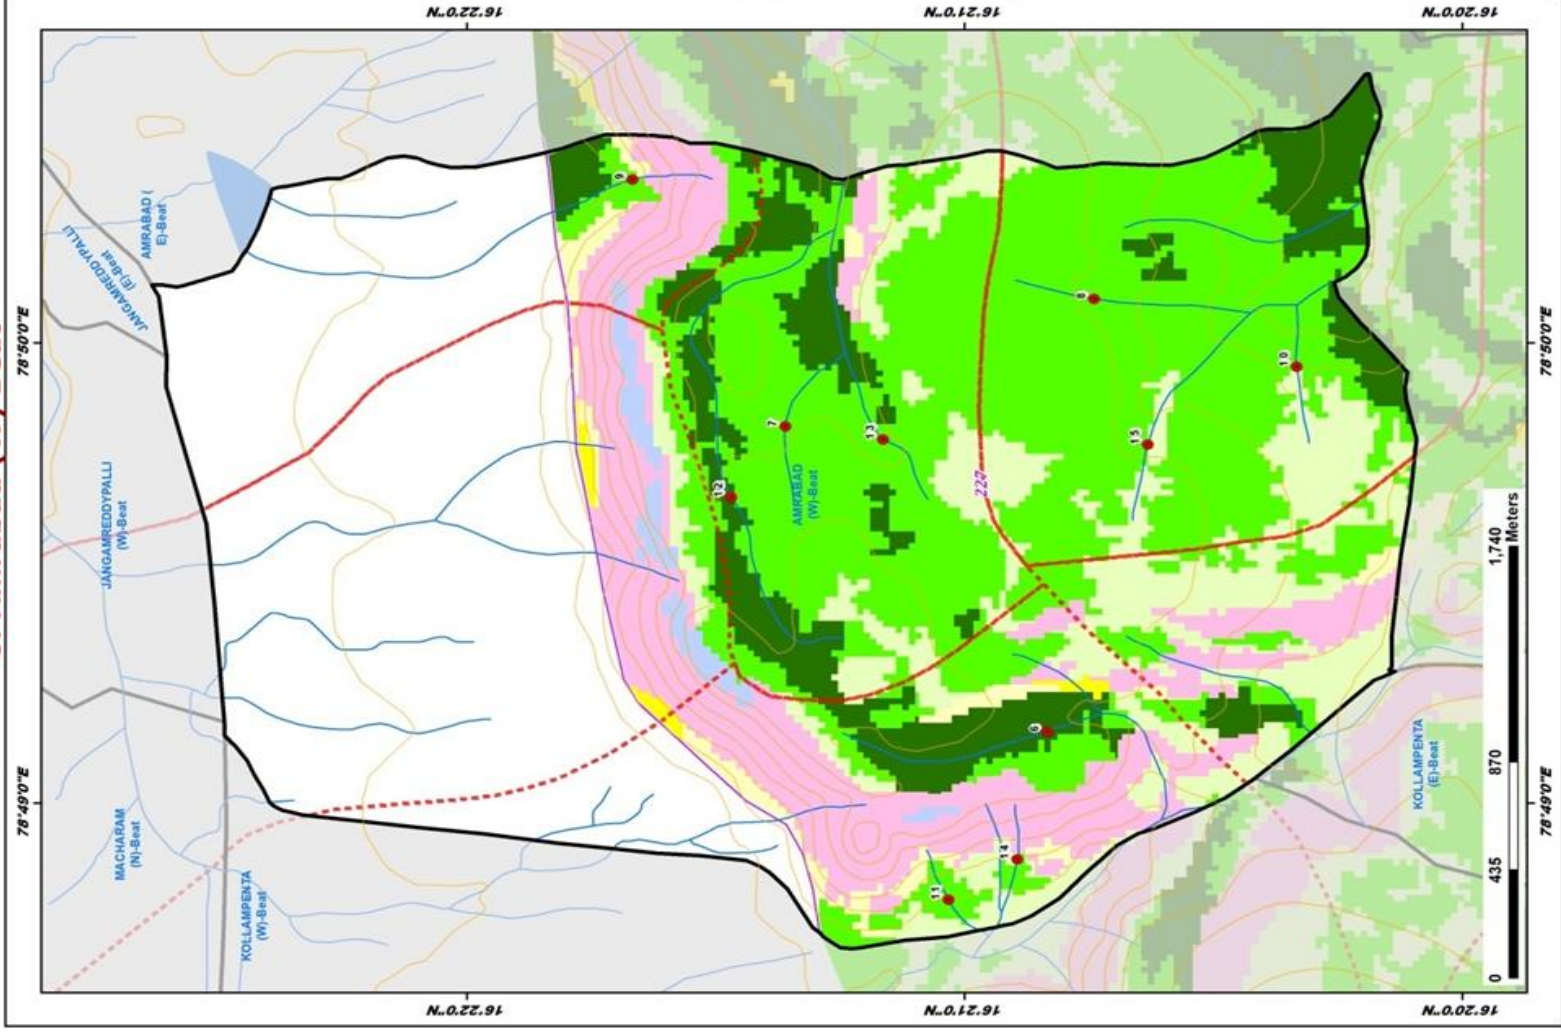 16°22'0"N
16°21'0"N
16°20'0"N
78°50'0"E
78°49'0"E
JANGAMREDDYPALLI
(E)-Beat
AMRABAD (
E)-Beat
JANGAMREDDYPALLI
(W)-Beat
MACHARAM
(N)-Beat
KOLLAMPENTA
(W)-Beat
9
8
10
7
13
15
12
AMRABAD
(W)-Beat
227
6
14
11
KOLLAMPENTA
(E)-Beat
0 435 870 1,740
Meters
78°50'0"E
78°49'0"E
16°22'0"N
16°21'0"N
16°20'0"N